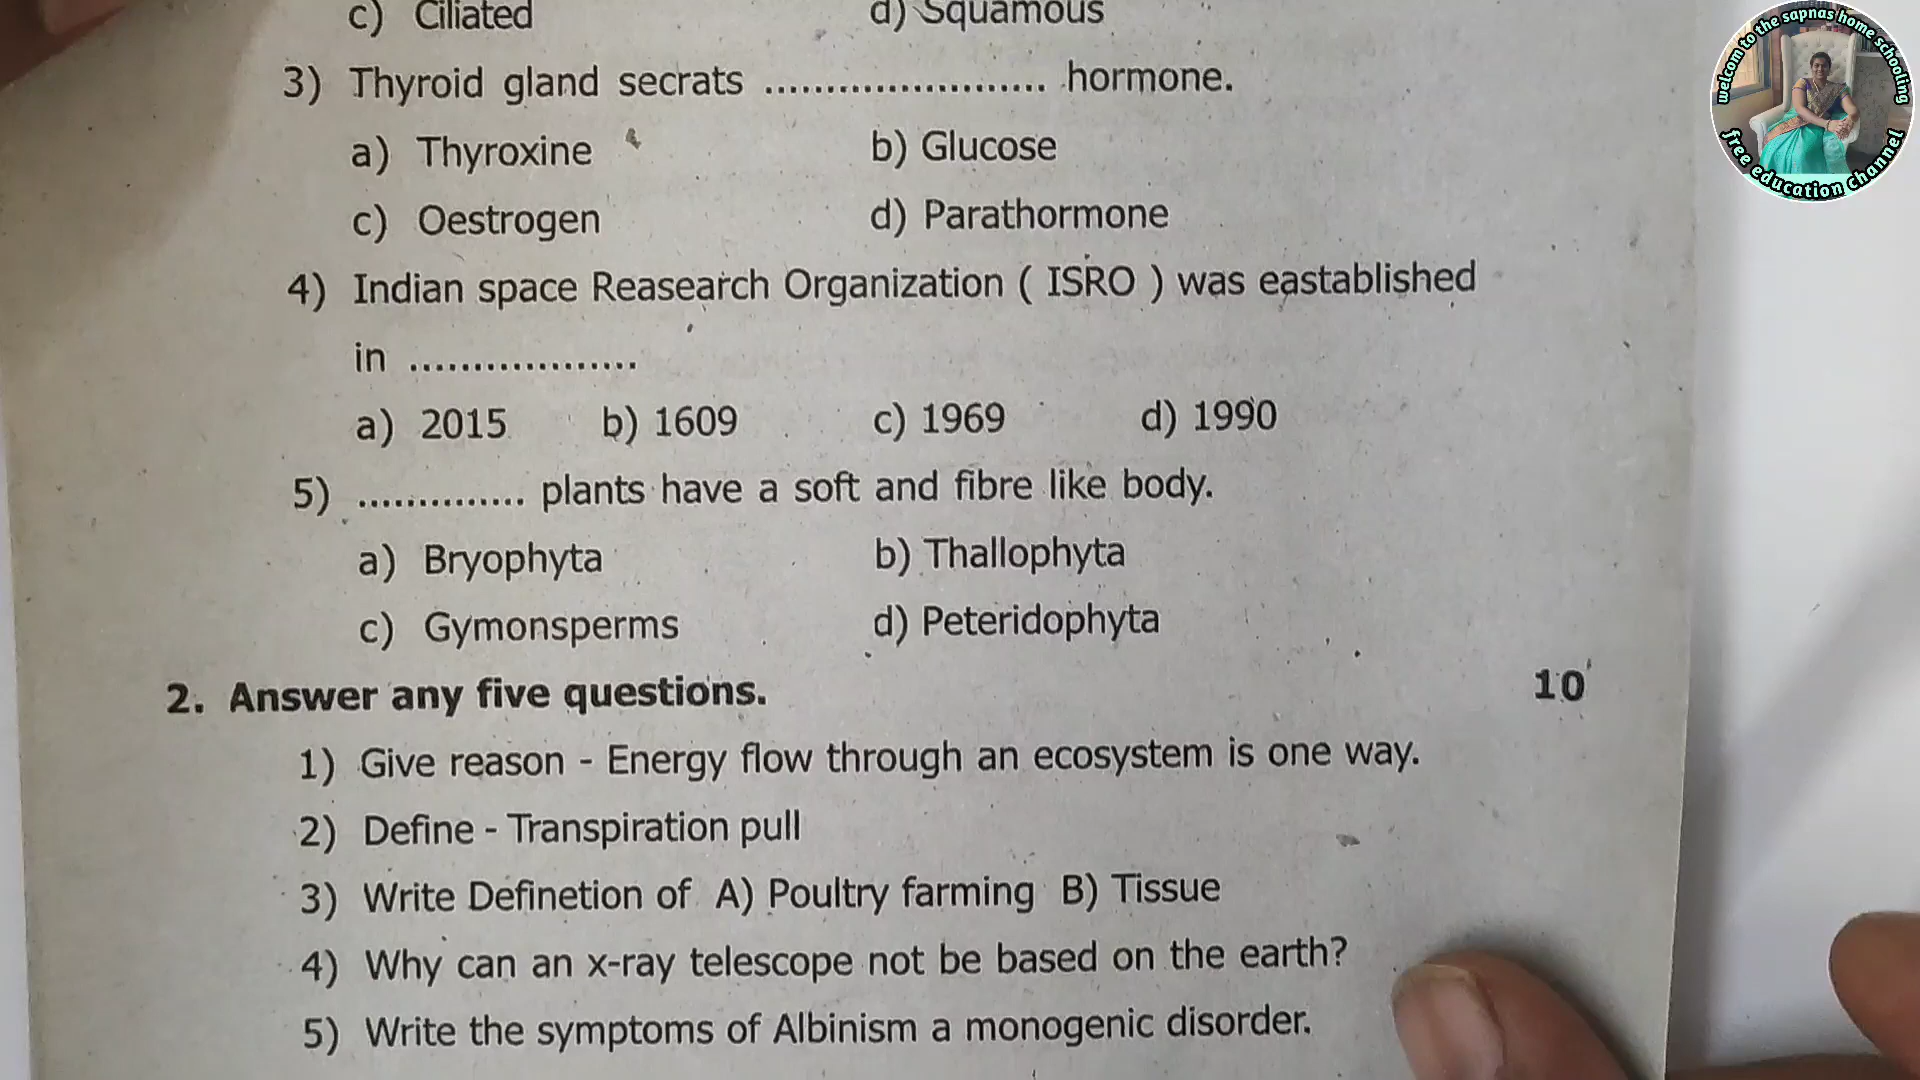 c) Ciliated d) Squamous
3) Thyroid gland secrats ....................... hormone.
a) Thyroxine b) Glucose
c) Oestrogen d) Parathormone
4) Indian space Reasearch Organization ( ISRO ) was eastablished
in ..................
a) 2015 b) 1609 c) 1969 d) 1990
5) .............. plants have a soft and fibre like body.
a) Bryophyta b) Thallophyta
c) Gymonsperms d) Peteridophyta
2. Answer any five questions. 10
1) Give reason - Energy flow through an ecosystem is one way.
2) Define - Transpiration pull
3) Write Definetion of A) Poultry farming B) Tissue
4) Why can an x-ray telescope not be based on the earth?
5) Write the symptoms of Albinism a monogenic disorder.
welcom to the sapnas home schooling
free education channel